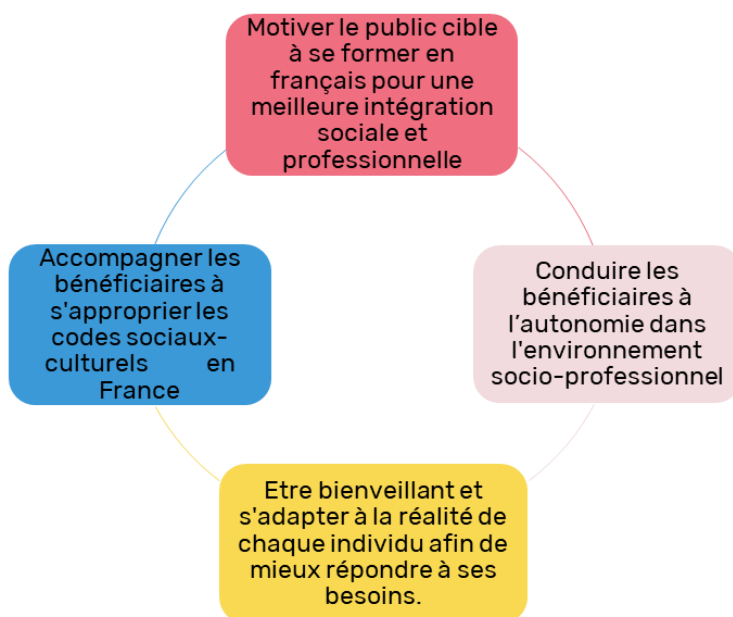 Motiver le public cible
à se former en
français pour une
meilleure intégration
sociale et
professionnelle
Accompagner les
bénéficiaires à
s'approprier les
codes sociaux-
culturels en
France
Conduire les
bénéficiaires à
l’autonomie dans
l'environnement
socio-professionnel
Etre bienveillant et
s'adapter à la réalité de
chaque individu afin de
mieux répondre à ses
besoins.